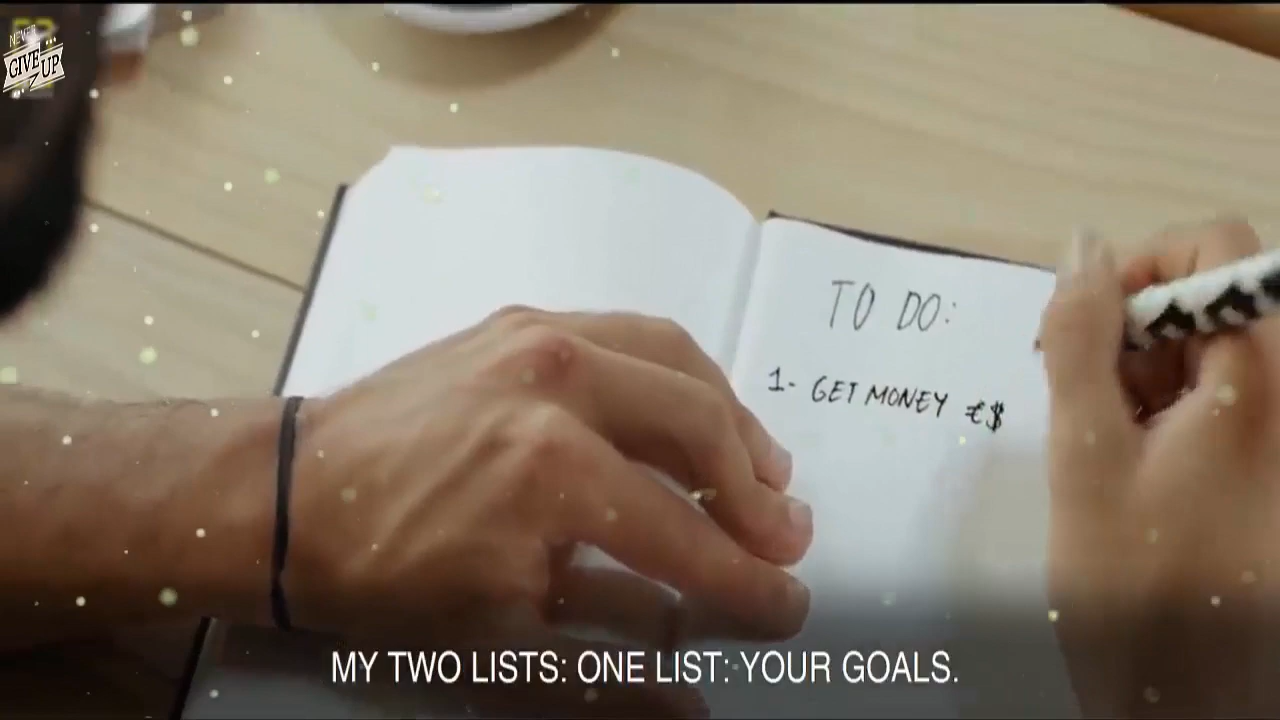 NEVER
GIVE UP
TO DO:
1- GET MONEY €$
MY TWO LISTS: ONE LIST: YOUR GOALS.